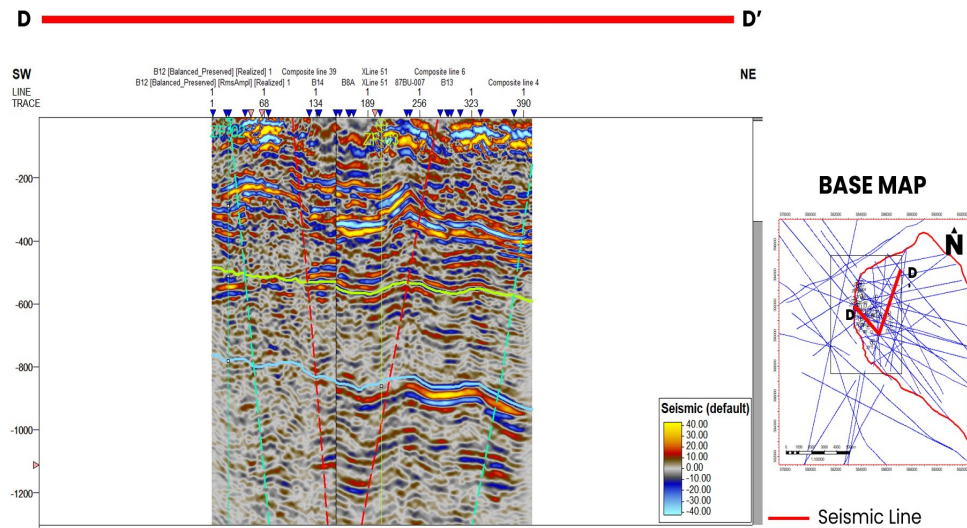 D D'
SW NE
B12 [Balanced_Preserved] [Realized] 1 Composite line 39 XLine 51 Composite line 6
B12 [Balanced_Preserved] [RmsAmpl] [Realized] 1 B14 B8A XLine 51 87BU-007 B13 Composite line 4
LINE 1 1 1 1 1 1 1
TRACE 1 68 134 189 256 323 390
-200
-400
-600
-800
-1000
-1200
Seismic (default)
40.00
30.00
20.00
10.00
0.00
-10.00
-20.00
-30.00
-40.00
BASE MAP
N
D
D'
Seismic Line